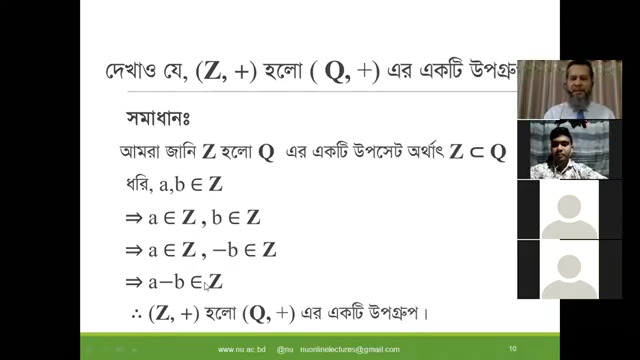 দেখাও যে, (Z, +) হলো ( Q, +) এর একটি উপগ্রু
সমাধানঃ
আমরা জানি Z হলো Q এর একটি উপসেট অর্থাৎ Z ⊂ Q
ধরি, a,b ∈ Z
⇒ a ∈ Z , b ∈ Z
⇒ a ∈ Z , −b ∈ Z
⇒ a−b ∈ Z
∴ (Z, +) হলো (Q, +) এর একটি উপগ্রুপ।
www.nu.ac.bd @nu nuonlinelectures@gmail.com 10